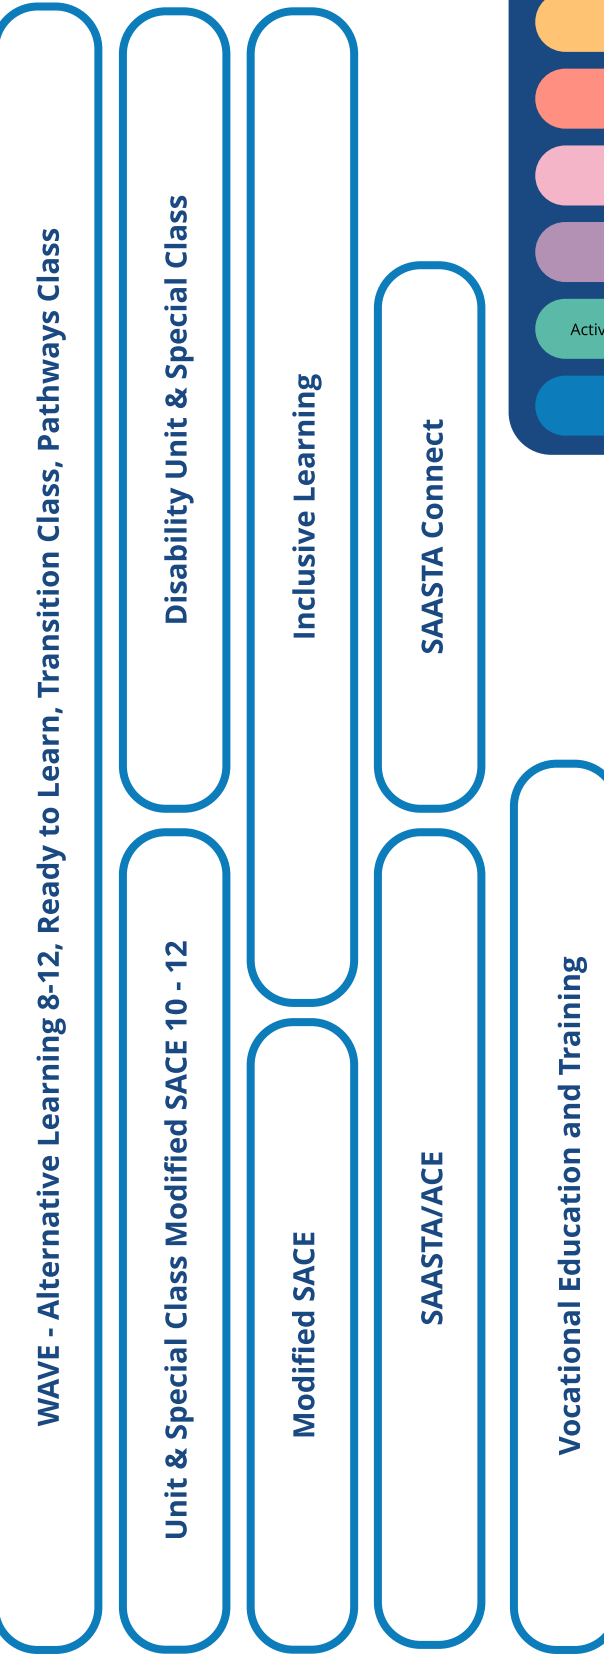 WAVE - Alternative Learning 8-12, Ready to Learn, Transition Class, Pathways Class
Disability Unit & Special Class
Unit & Special Class Modified SACE 10 - 12
Inclusive Learning
Modified SACE
SAASTA Connect
SAASTA/ACE
Vocational Education and Training
Activ